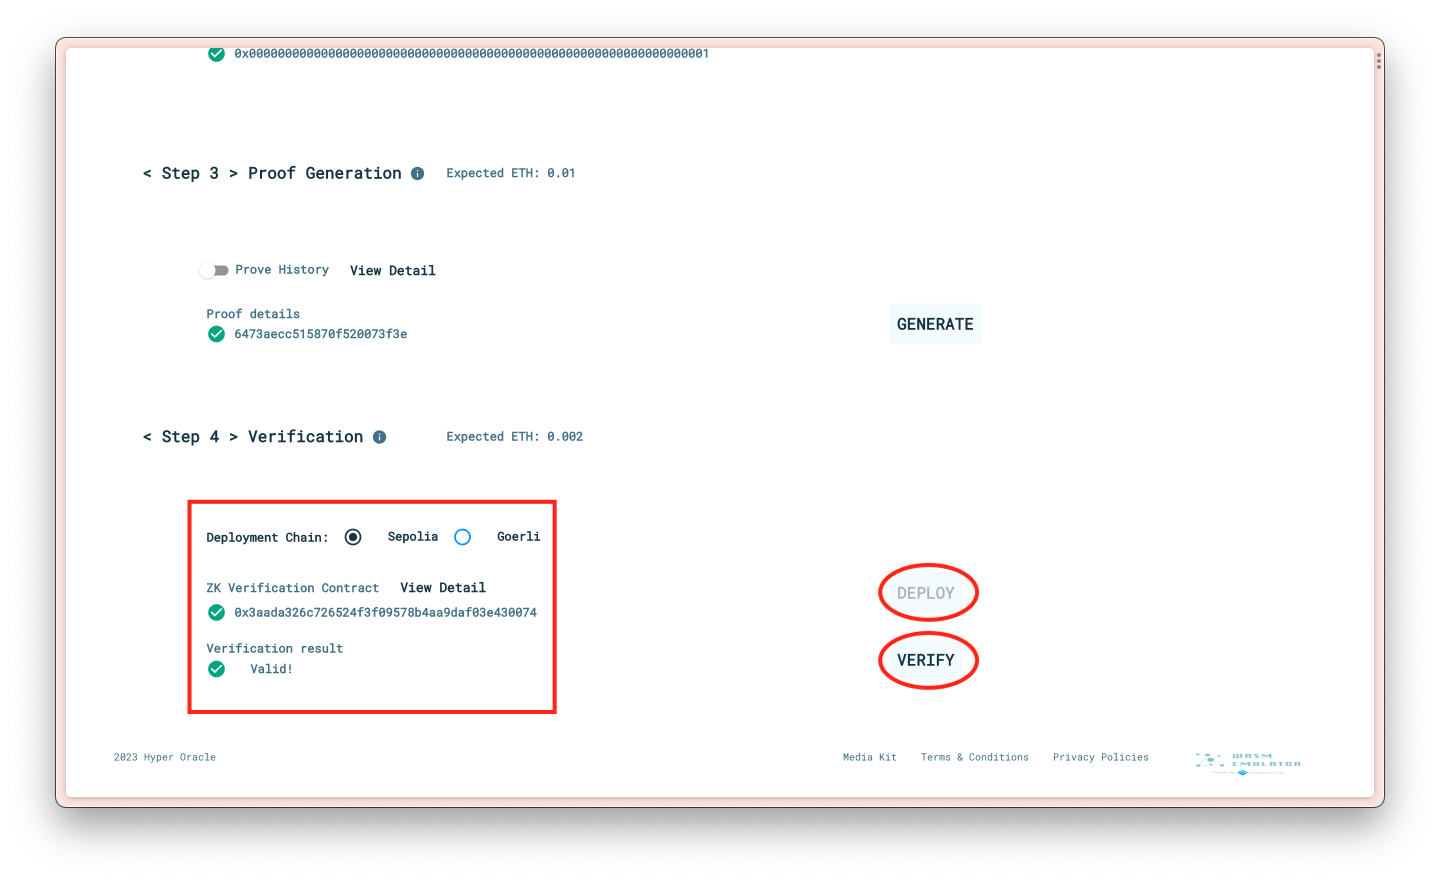 0x0000000000000000000000000000000000000000000000000000000000000001
< Step 3 > Proof Generation Expected ETH: 0.01
Prove History View Detail
Proof details
6473aecc515870f520073f3e
GENERATE
< Step 4 > Verification Expected ETH: 0.002
Deployment Chain: Sepolia Goerli
ZK Verification Contract View Detail
0x3aada326c726524f3f09578b4aa9daf03e430074
DEPLOY
Verification result
Valid!
VERIFY
2023 Hyper Oracle Media Kit Terms & Conditions Privacy Policies
WASM
EMULATOR